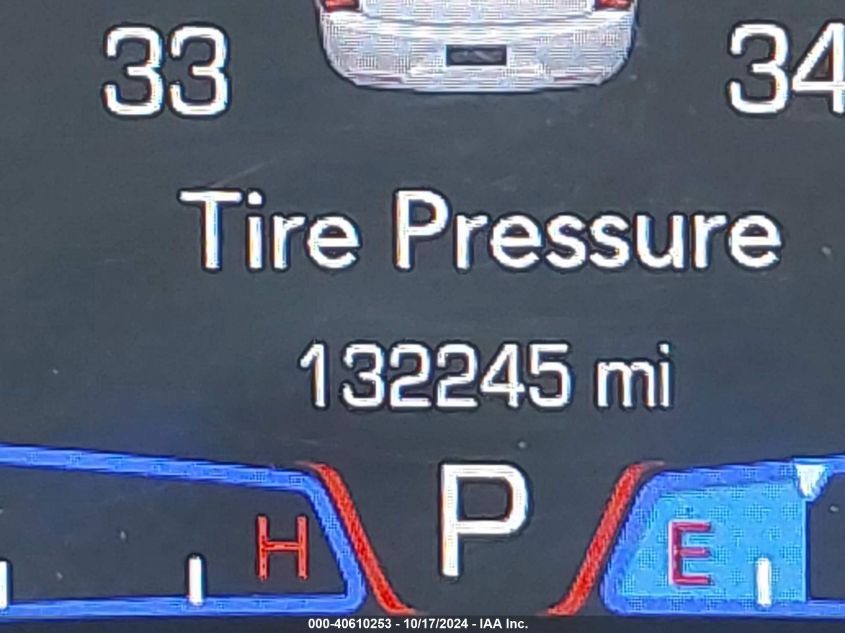 33 34
Tire Pressure
132245 mi
P
H E
000-40610253 - 10/17/2024 - IAA Inc.